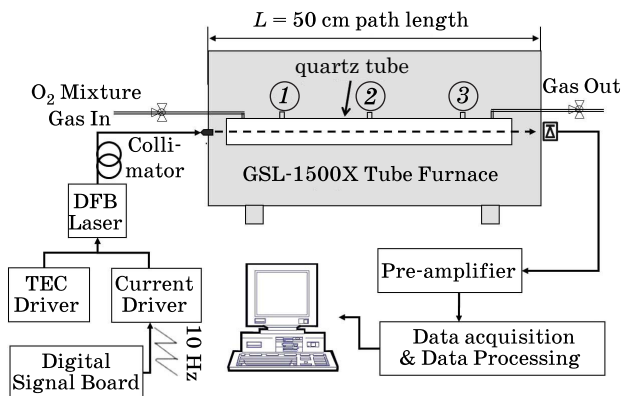 L = 50 cm path length
quartz tube
O2 Mixture
Gas In
Gas Out
1
2
3
Colli-
mator
GSL-1500X Tube Furnace
DFB
Laser
TEC
Driver
Current
Driver
10 Hz
Digital
Signal Board
Pre-amplifier
Data acquisition
& Data Processing